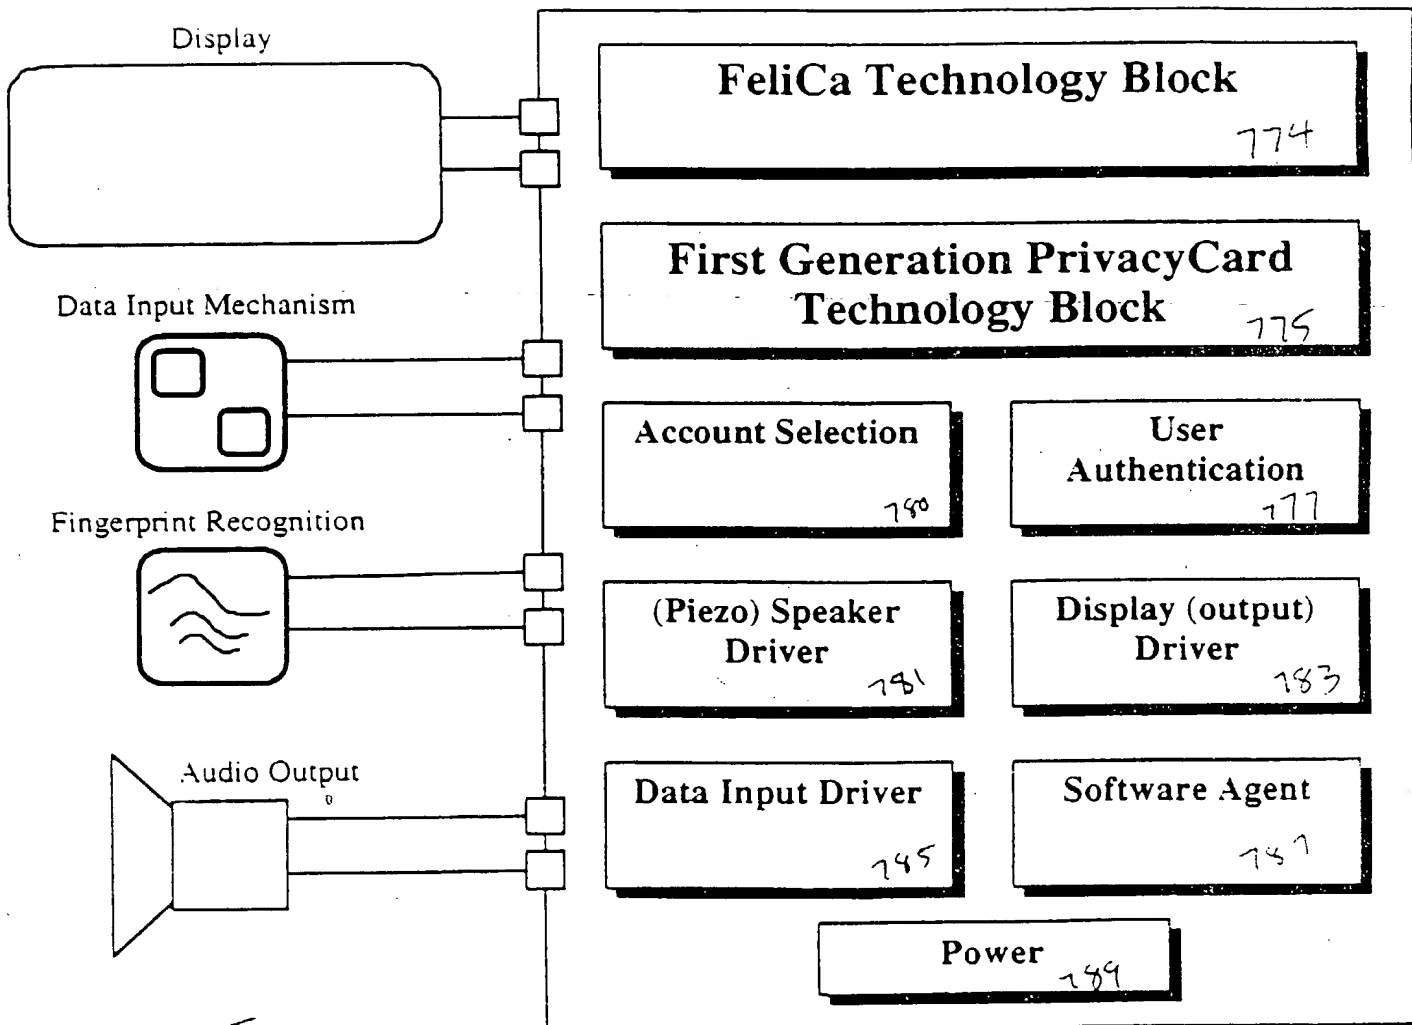 Display
FeliCa Technology Block
774
First Generation PrivacyCard
Technology Block
775
Data Input Mechanism
Account Selection
780
User
Authentication
777
Fingerprint Recognition
(Piezo) Speaker
Driver
781
Display (output)
Driver
783
Audio Output
Data Input Driver
785
Software Agent
787
Power
789